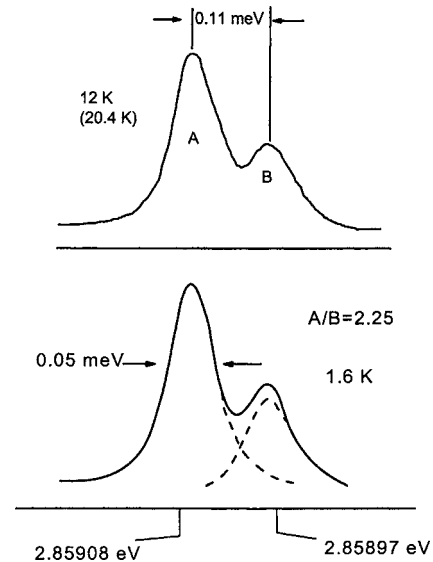 0.11 meV
12 K
(20.4 K)
A
B
A/B=2.25
0.05 meV
1.6 K
2.85908 eV
2.85897 eV